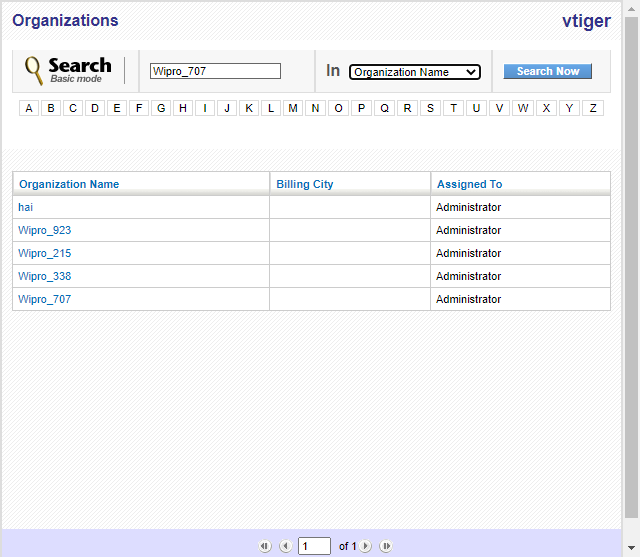 Organizations vtiger
Search
Basic mode
Wipro_707
In
Organization Name
Search Now
A B C D E F G H I J K L M N O P Q R S T U V W X Y Z
Organization Name Billing City Assigned To
hai Administrator
Wipro_923 Administrator
Wipro_215 Administrator
Wipro_338 Administrator
Wipro_707 Administrator
1 of 1